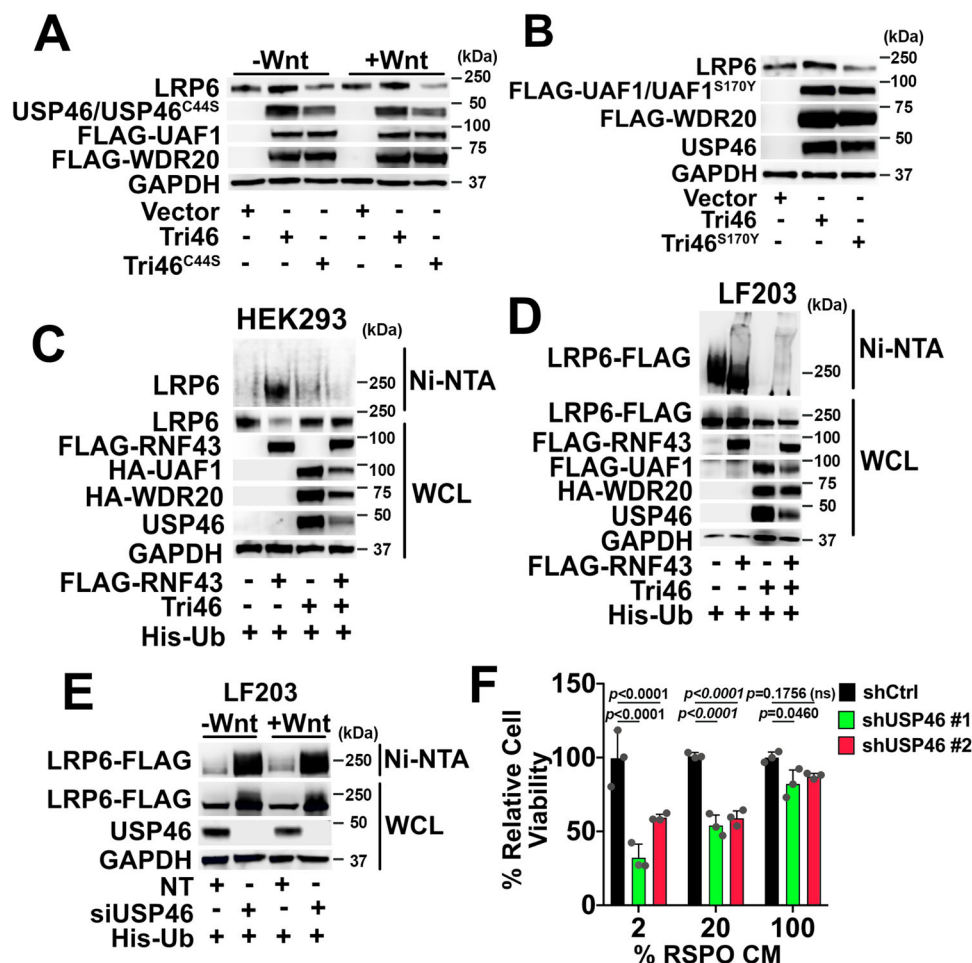 A
-Wnt +Wnt (kDa)
LRP6 250
USP46/USP46C44S 50
FLAG-UAF1 100
FLAG-WDR20 75
GAPDH 37
Vector + - - + - -
Tri46 - + - - + -
Tri46C44S - - + - - +
B
(kDa)
LRP6 250
FLAG-UAF1/UAF1S170Y 100
FLAG-WDR20 75
USP46 50
GAPDH 37
Vector + - -
Tri46 - + -
Tri46S170Y - - +
C
HEK293 (kDa)
LRP6 250 Ni-NTA
LRP6 250
FLAG-RNF43 100
HA-UAF1 100
HA-WDR20 75
USP46 50
GAPDH 37
WCL
FLAG-RNF43 - + - +
Tri46 - - + +
His-Ub + + + +
D
LF203
(kDa)
LRP6-FLAG 250 Ni-NTA
LRP6-FLAG 250
FLAG-RNF43 100
FLAG-UAF1 100
HA-WDR20 75
USP46 50
GAPDH 37
WCL
FLAG-RNF43 - + - +
Tri46 - - + +
His-Ub + + + +
E
LF203
-Wnt +Wnt (kDa)
LRP6-FLAG 250 Ni-NTA
LRP6-FLAG 250
USP46 50
GAPDH 37
WCL
NT + - + -
siUSP46 - + - +
His-Ub + + + +
F
% Relative Cell
Viability
150
100
50
0
p<0.0001 p<0.0001 p=0.1756 (ns)
p<0.0001 p<0.0001 p=0.0460
shCtrl
shUSP46 #1
shUSP46 #2
2 20 100
% RSPO CM